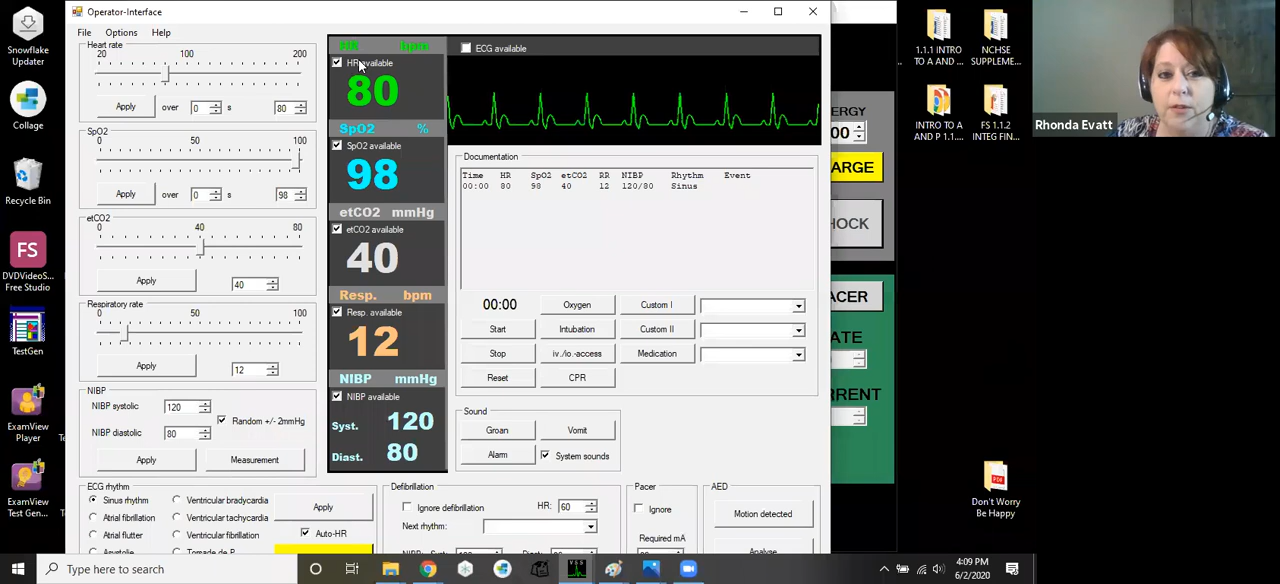 Operator-Interface
File Options Help
Heart rate
20 100 200
Apply over 0 s 80
SpO2
50 100
Apply over 0 s 98
etCO2
0 40 80
Apply 40
Respiratory rate
0 50 100
Apply 12
NIBP
NIBP systolic 120
Random +/- 2mmHg
NIBP diastolic 80
Apply Measurement
ECG rhythm
Sinus rhythm Ventricular bradycardia
Apply
Atrial fibrillation Ventricular tachycardia
Atrial flutter Ventricular fibrillation
Auto-HR
HR bpm
HR available
80
SpO2 %
SpO2 available
98
etCO2 mmHg
etCO2 available
40
Resp. bpm
Resp. available
12
NIBP mmHg
NIBP available
Syst. 120
Diast. 80
ECG available
Documentation
Time HR SpO2 etCO2 RR NIBP Rhythm Event
00:00 80 98 40 12 120/80 Sinus
00:00 Oxygen Custom I
Start Intubation Custom II
Stop iv./io.-access Medication
Reset CPR
Sound
Groan Vomit
Alarm System sounds
Defibrillation
Ignore defibrillation HR: 60
Next rhythm:
Pacer
Ignore
Required mA
AED
Motion detected
Snowflake
Updater
Collage
Recycle Bin
FS
DVDVideoS...
Free Studio
TestGen
ExamView
Player
ExamView
Test Gen...
1.1.1 INTRO
TO A AND ...
NCHSE
SUPPLEME...
INTRO TO A
AND P 1.1....
FS 1.1.2
INTEG FIN...
Don't Worry
Be Happy
Rhonda Evatt
Type here to search
4:09 PM
6/2/2020